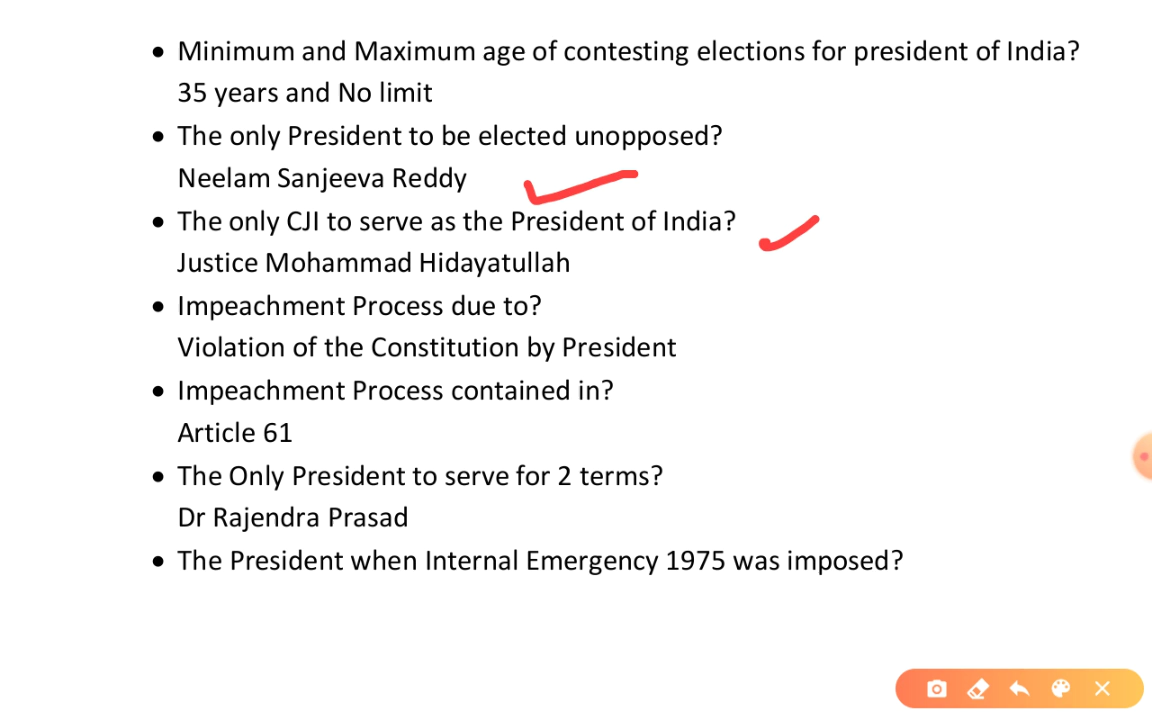 • Minimum and Maximum age of contesting elections for president of India?
35 years and No limit
• The only President to be elected unopposed?
Neelam Sanjeeva Reddy
• The only CJI to serve as the President of India?
Justice Mohammad Hidayatullah
• Impeachment Process due to?
Violation of the Constitution by President
• Impeachment Process contained in?
Article 61
• The Only President to serve for 2 terms?
Dr Rajendra Prasad
• The President when Internal Emergency 1975 was imposed?